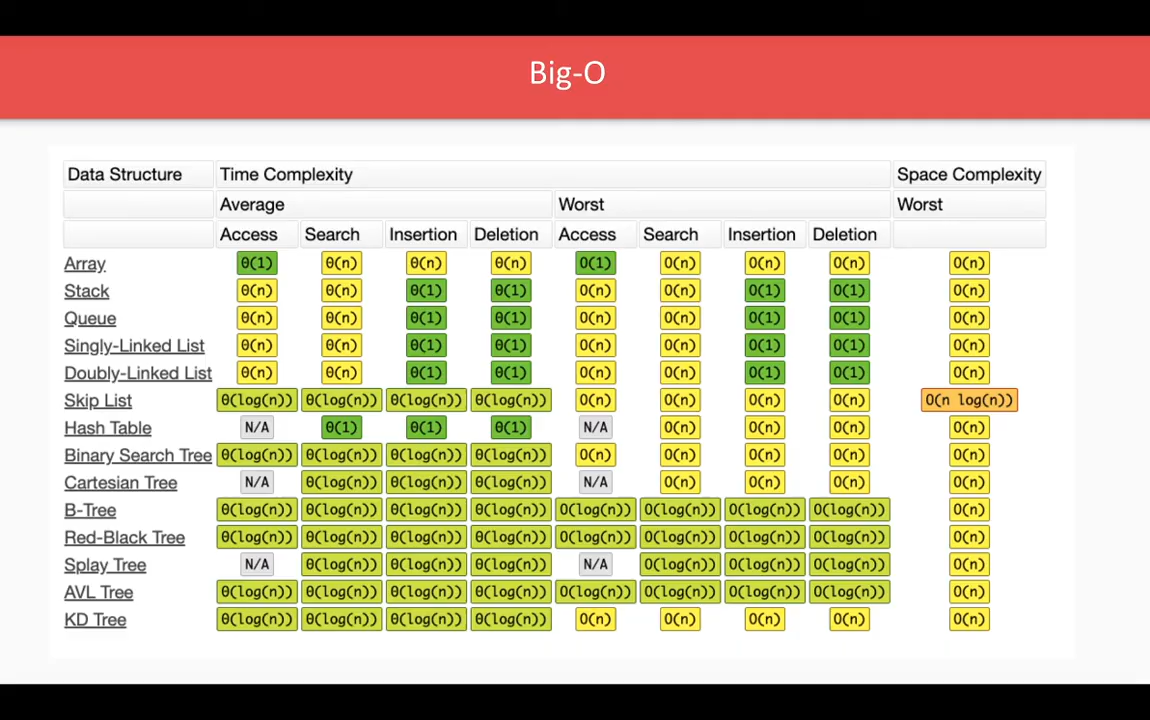 Big-O
Data Structure Time Complexity Space Complexity
Average Worst Worst
Access Search Insertion Deletion Access Search Insertion Deletion
Array Θ(1) Θ(n) Θ(n) Θ(n) O(1) O(n) O(n) O(n) O(n)
Stack Θ(n) Θ(n) Θ(1) Θ(1) O(n) O(n) O(1) O(1) O(n)
Queue Θ(n) Θ(n) Θ(1) Θ(1) O(n) O(n) O(1) O(1) O(n)
Singly-Linked List Θ(n) Θ(n) Θ(1) Θ(1) O(n) O(n) O(1) O(1) O(n)
Doubly-Linked List Θ(n) Θ(n) Θ(1) Θ(1) O(n) O(n) O(1) O(1) O(n)
Skip List Θ(log(n)) Θ(log(n)) Θ(log(n)) Θ(log(n)) O(n) O(n) O(n) O(n) O(n log(n))
Hash Table N/A Θ(1) Θ(1) Θ(1) N/A O(n) O(n) O(n) O(n)
Binary Search Tree Θ(log(n)) Θ(log(n)) Θ(log(n)) Θ(log(n)) O(n) O(n) O(n) O(n) O(n)
Cartesian Tree N/A Θ(log(n)) Θ(log(n)) Θ(log(n)) N/A O(n) O(n) O(n) O(n)
B-Tree Θ(log(n)) Θ(log(n)) Θ(log(n)) Θ(log(n)) O(log(n)) O(log(n)) O(log(n)) O(log(n)) O(n)
Red-Black Tree Θ(log(n)) Θ(log(n)) Θ(log(n)) Θ(log(n)) O(log(n)) O(log(n)) O(log(n)) O(log(n)) O(n)
Splay Tree N/A Θ(log(n)) Θ(log(n)) Θ(log(n)) N/A O(log(n)) O(log(n)) O(log(n)) O(n)
AVL Tree Θ(log(n)) Θ(log(n)) Θ(log(n)) Θ(log(n)) O(log(n)) O(log(n)) O(log(n)) O(log(n)) O(n)
KD Tree Θ(log(n)) Θ(log(n)) Θ(log(n)) Θ(log(n)) O(n) O(n) O(n) O(n) O(n)